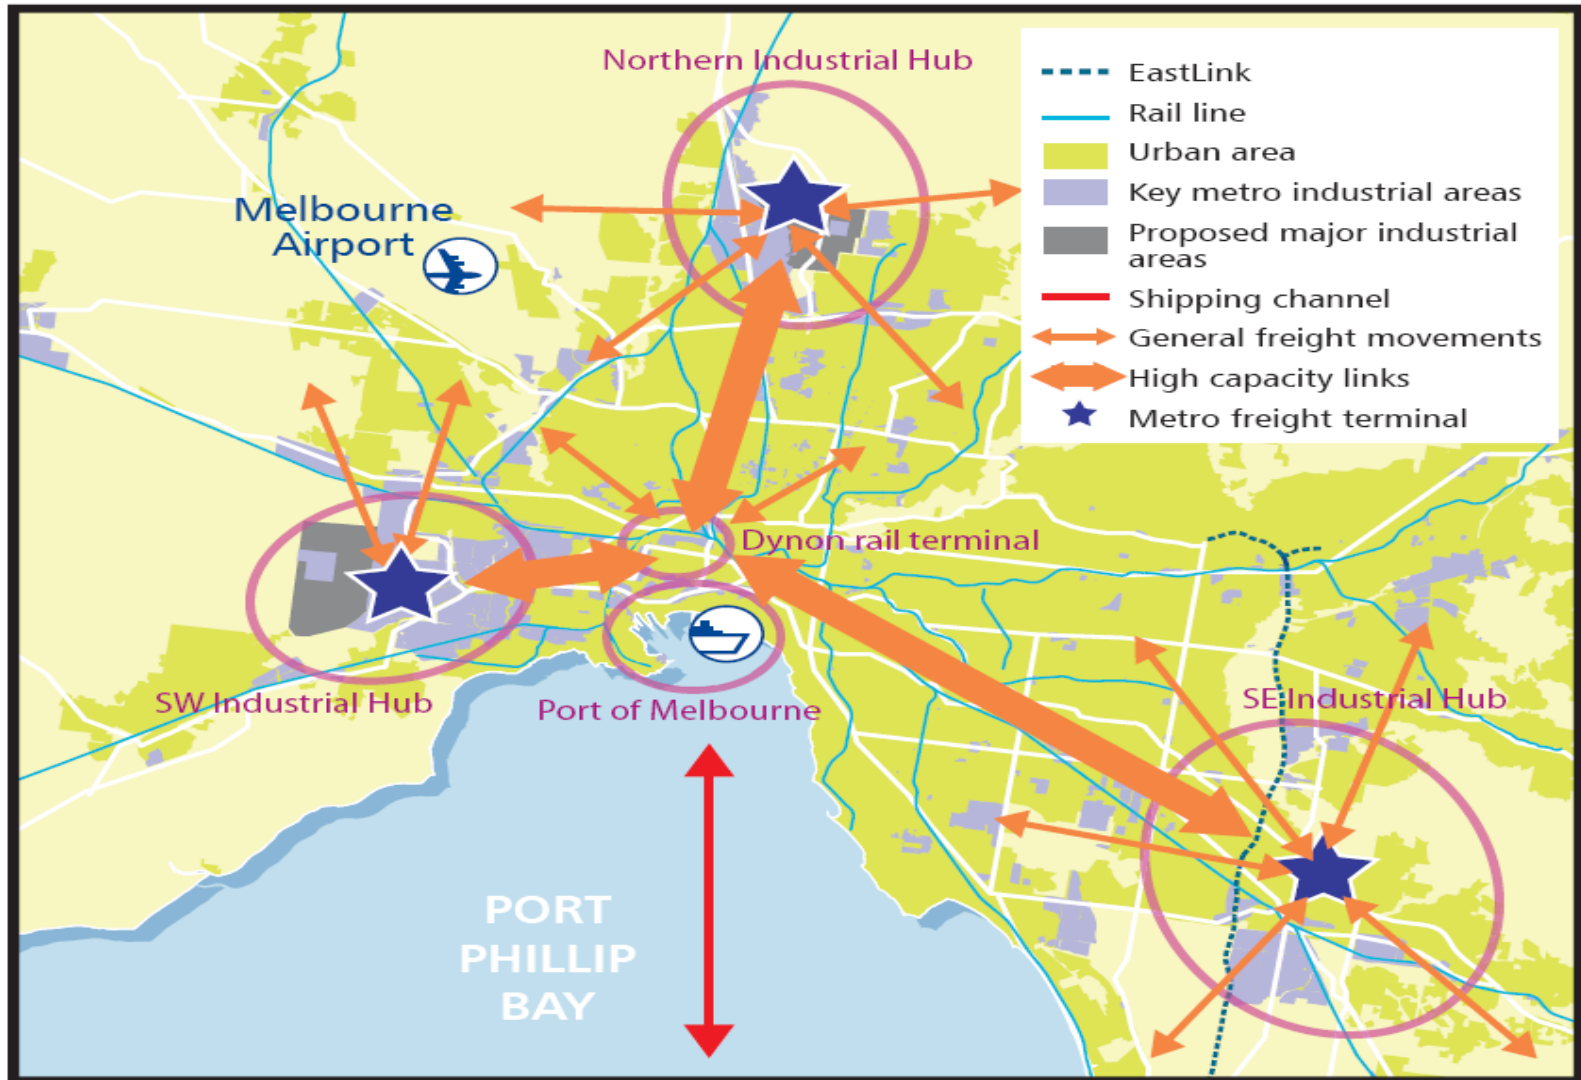 Northern Industrial Hub
EastLink
Rail line
Urban area
Key metro industrial areas
Proposed major industrial
areas
Shipping channel
General freight movements
High capacity links
Metro freight terminal
Melbourne
Airport
Dynon rail terminal
SW Industrial Hub
Port of Melbourne
SE Industrial Hub
PORT
PHILLIP
BAY